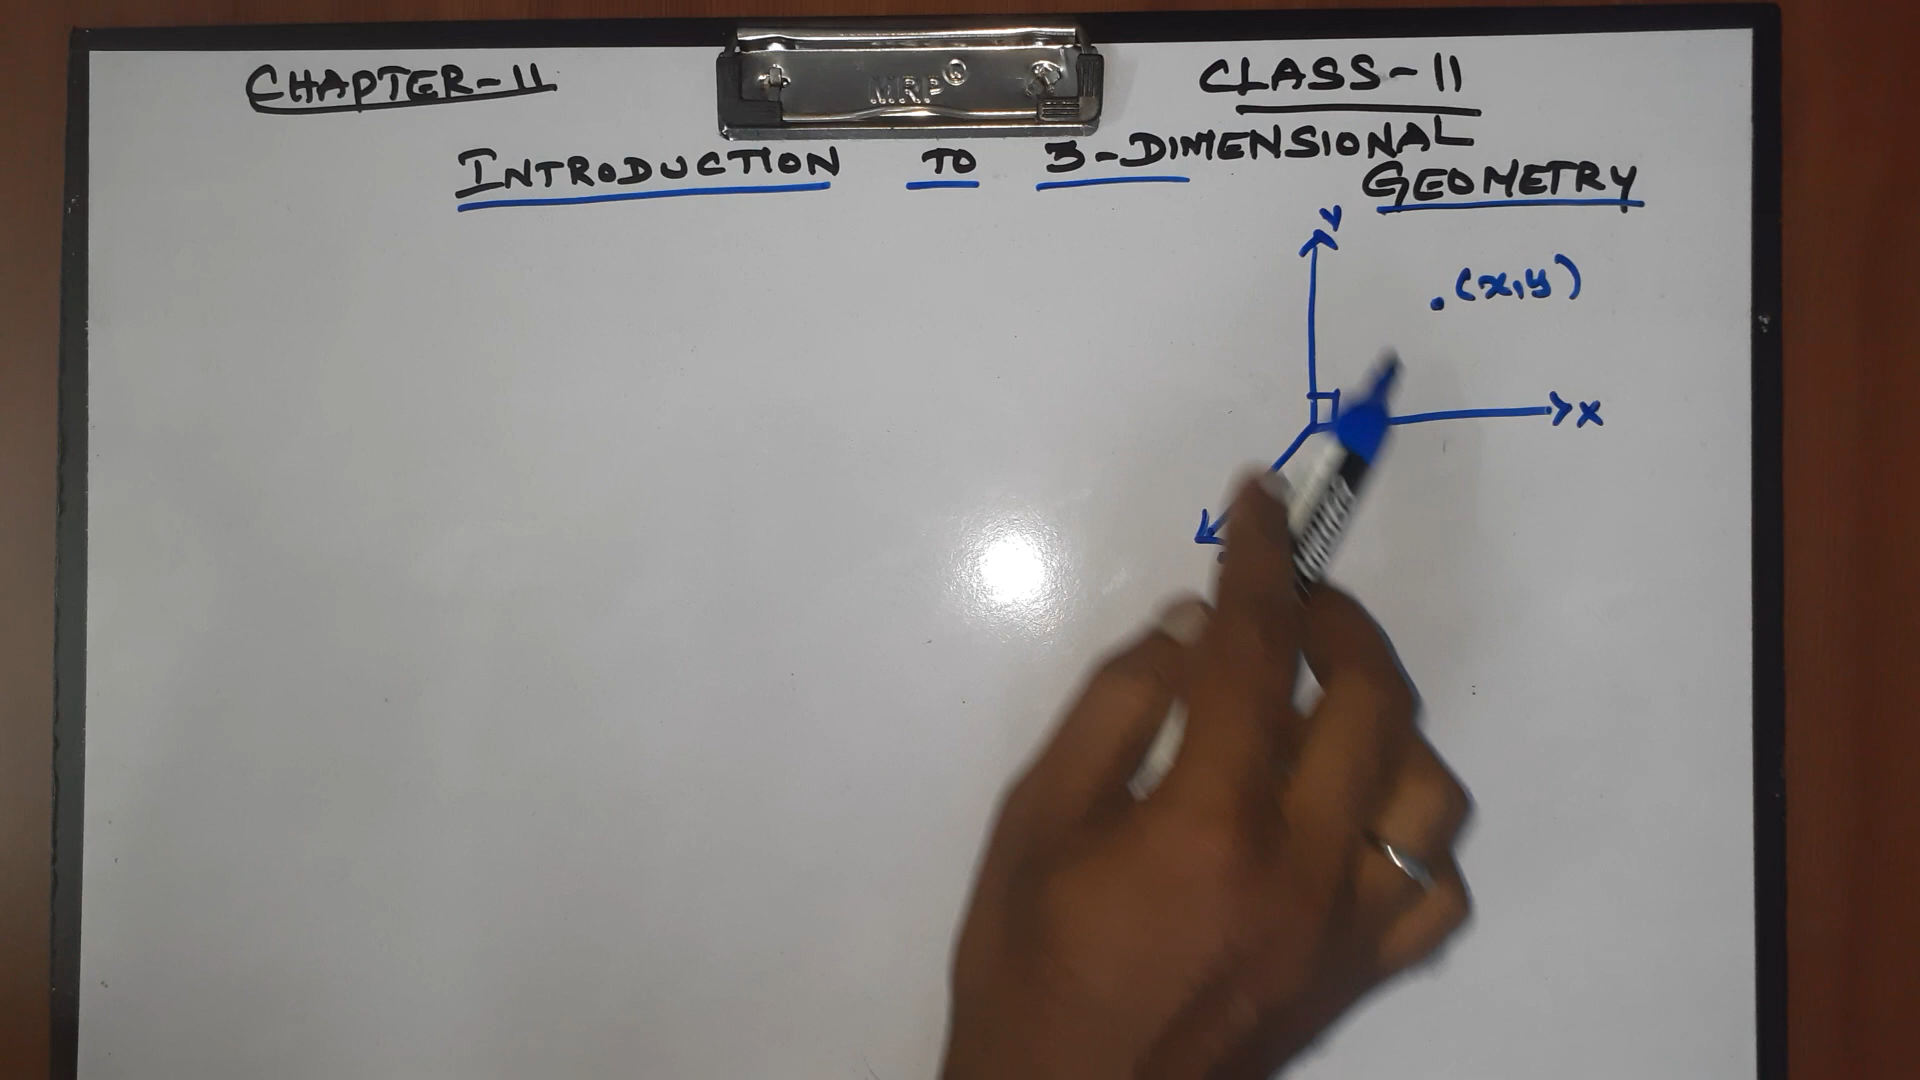 CHAPTER-11
MRP®
CLASS-11
INTRODUCTION TO 3-DIMENSIONAL
GEOMETRY
Y
.(x,y)
X